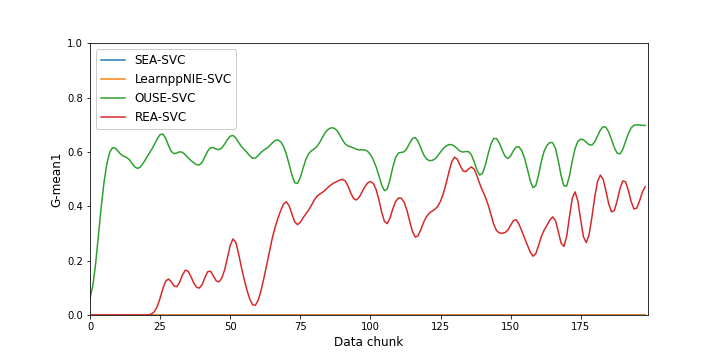 1.0
0.8
0.6
0.4
0.2
0.0
G-mean1
SEA-SVC
LearnppNIE-SVC
OUSE-SVC
REA-SVC
0 25 50 75 100 125 150 175
Data chunk